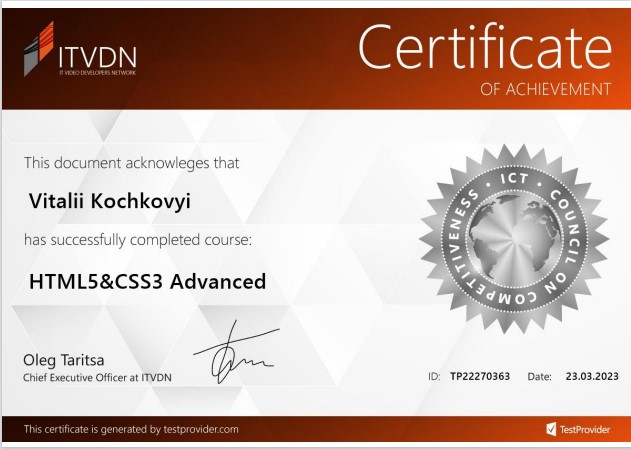 ITVDN
IT VIDEO DEVELOPERS NETWORK
Certificate
OF ACHIEVEMENT
This document acknowleges that
Vitalii Kochkovyi
has successfully completed course:
HTML5&CSS3 Advanced
ICT • COUNCIL ON COMPETITIVENESS •
Oleg Taritsa
Chief Executive Officer at ITVDN
ID: TP22270363 Date: 23.03.2023
This certificate is generated by testprovider.com
TestProvider